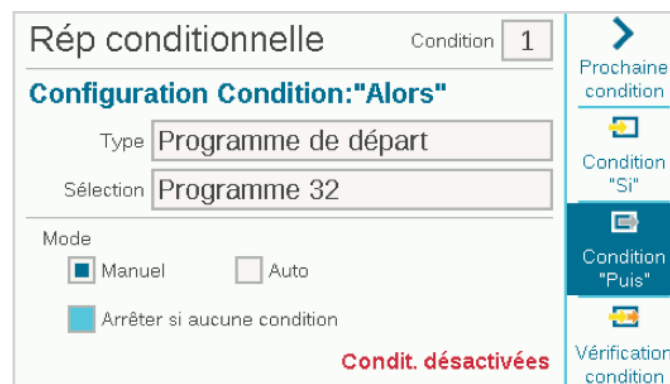 Rép conditionnelle
Condition 1
Configuration Condition:"Alors"
Type Programme de départ
Sélection Programme 32
Mode
Manuel Auto
Arrêter si aucune condition
Condit. désactivées
Prochaine
condition
Condition
"Si"
Condition
"Puis"
Vérification
condition